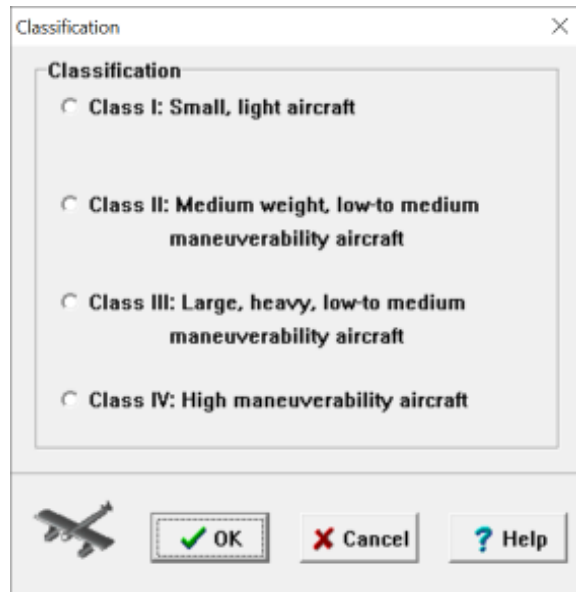 Classification
Classification
Class I: Small, light aircraft
Class II: Medium weight, low-to medium
maneuverability aircraft
Class III: Large, heavy, low-to medium
maneuverability aircraft
Class IV: High maneuverability aircraft
OK Cancel Help